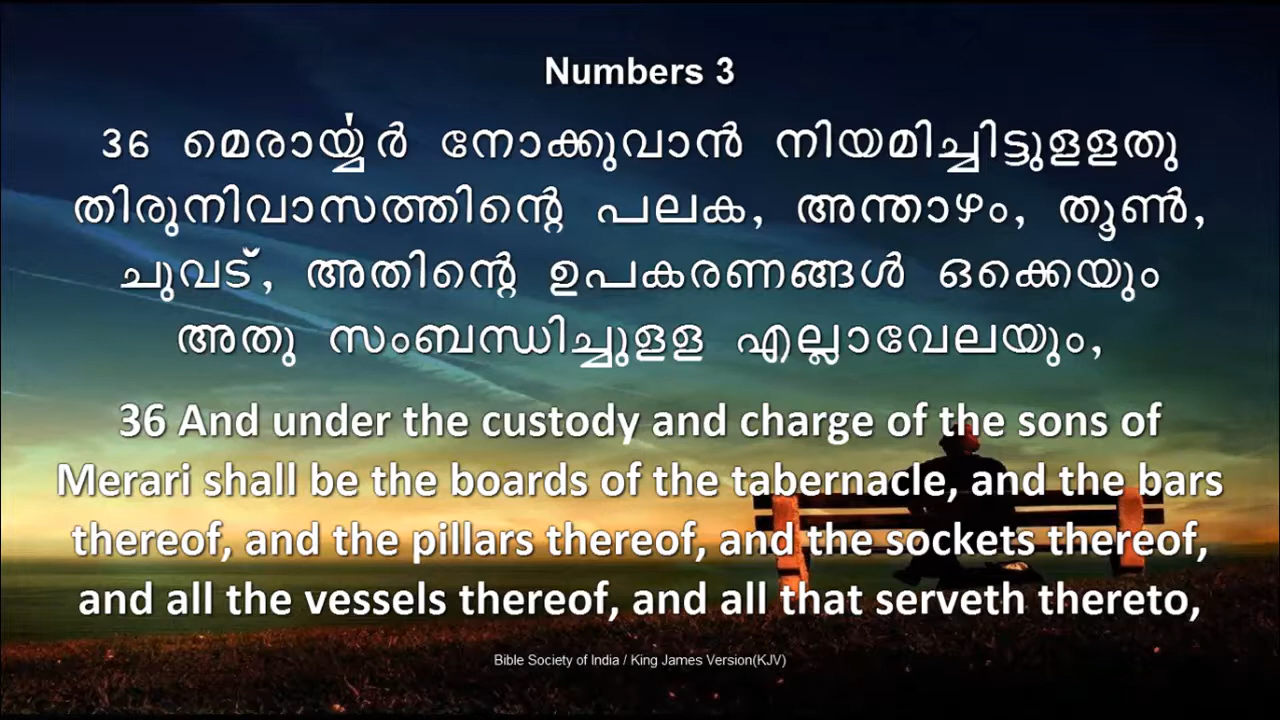 Numbers 3
36 മെരാൎയ്യർ നോക്കുവാൻ നിയമിച്ചിട്ടുളളതു
തിരുനിവാസത്തിന്റെ പലക, അന്താഴം, തൂൺ,
ചുവട്, അതിന്റെ ഉപകരണങ്ങൾ ഒക്കെയും
അതു സംബന്ധിച്ചുളള എല്ലാവേലയും,
36 And under the custody and charge of the sons of
Merari shall be the boards of the tabernacle, and the bars
thereof, and the pillars thereof, and the sockets thereof,
and all the vessels thereof, and all that serveth thereto,
Bible Society of India / King James Version(KJV)